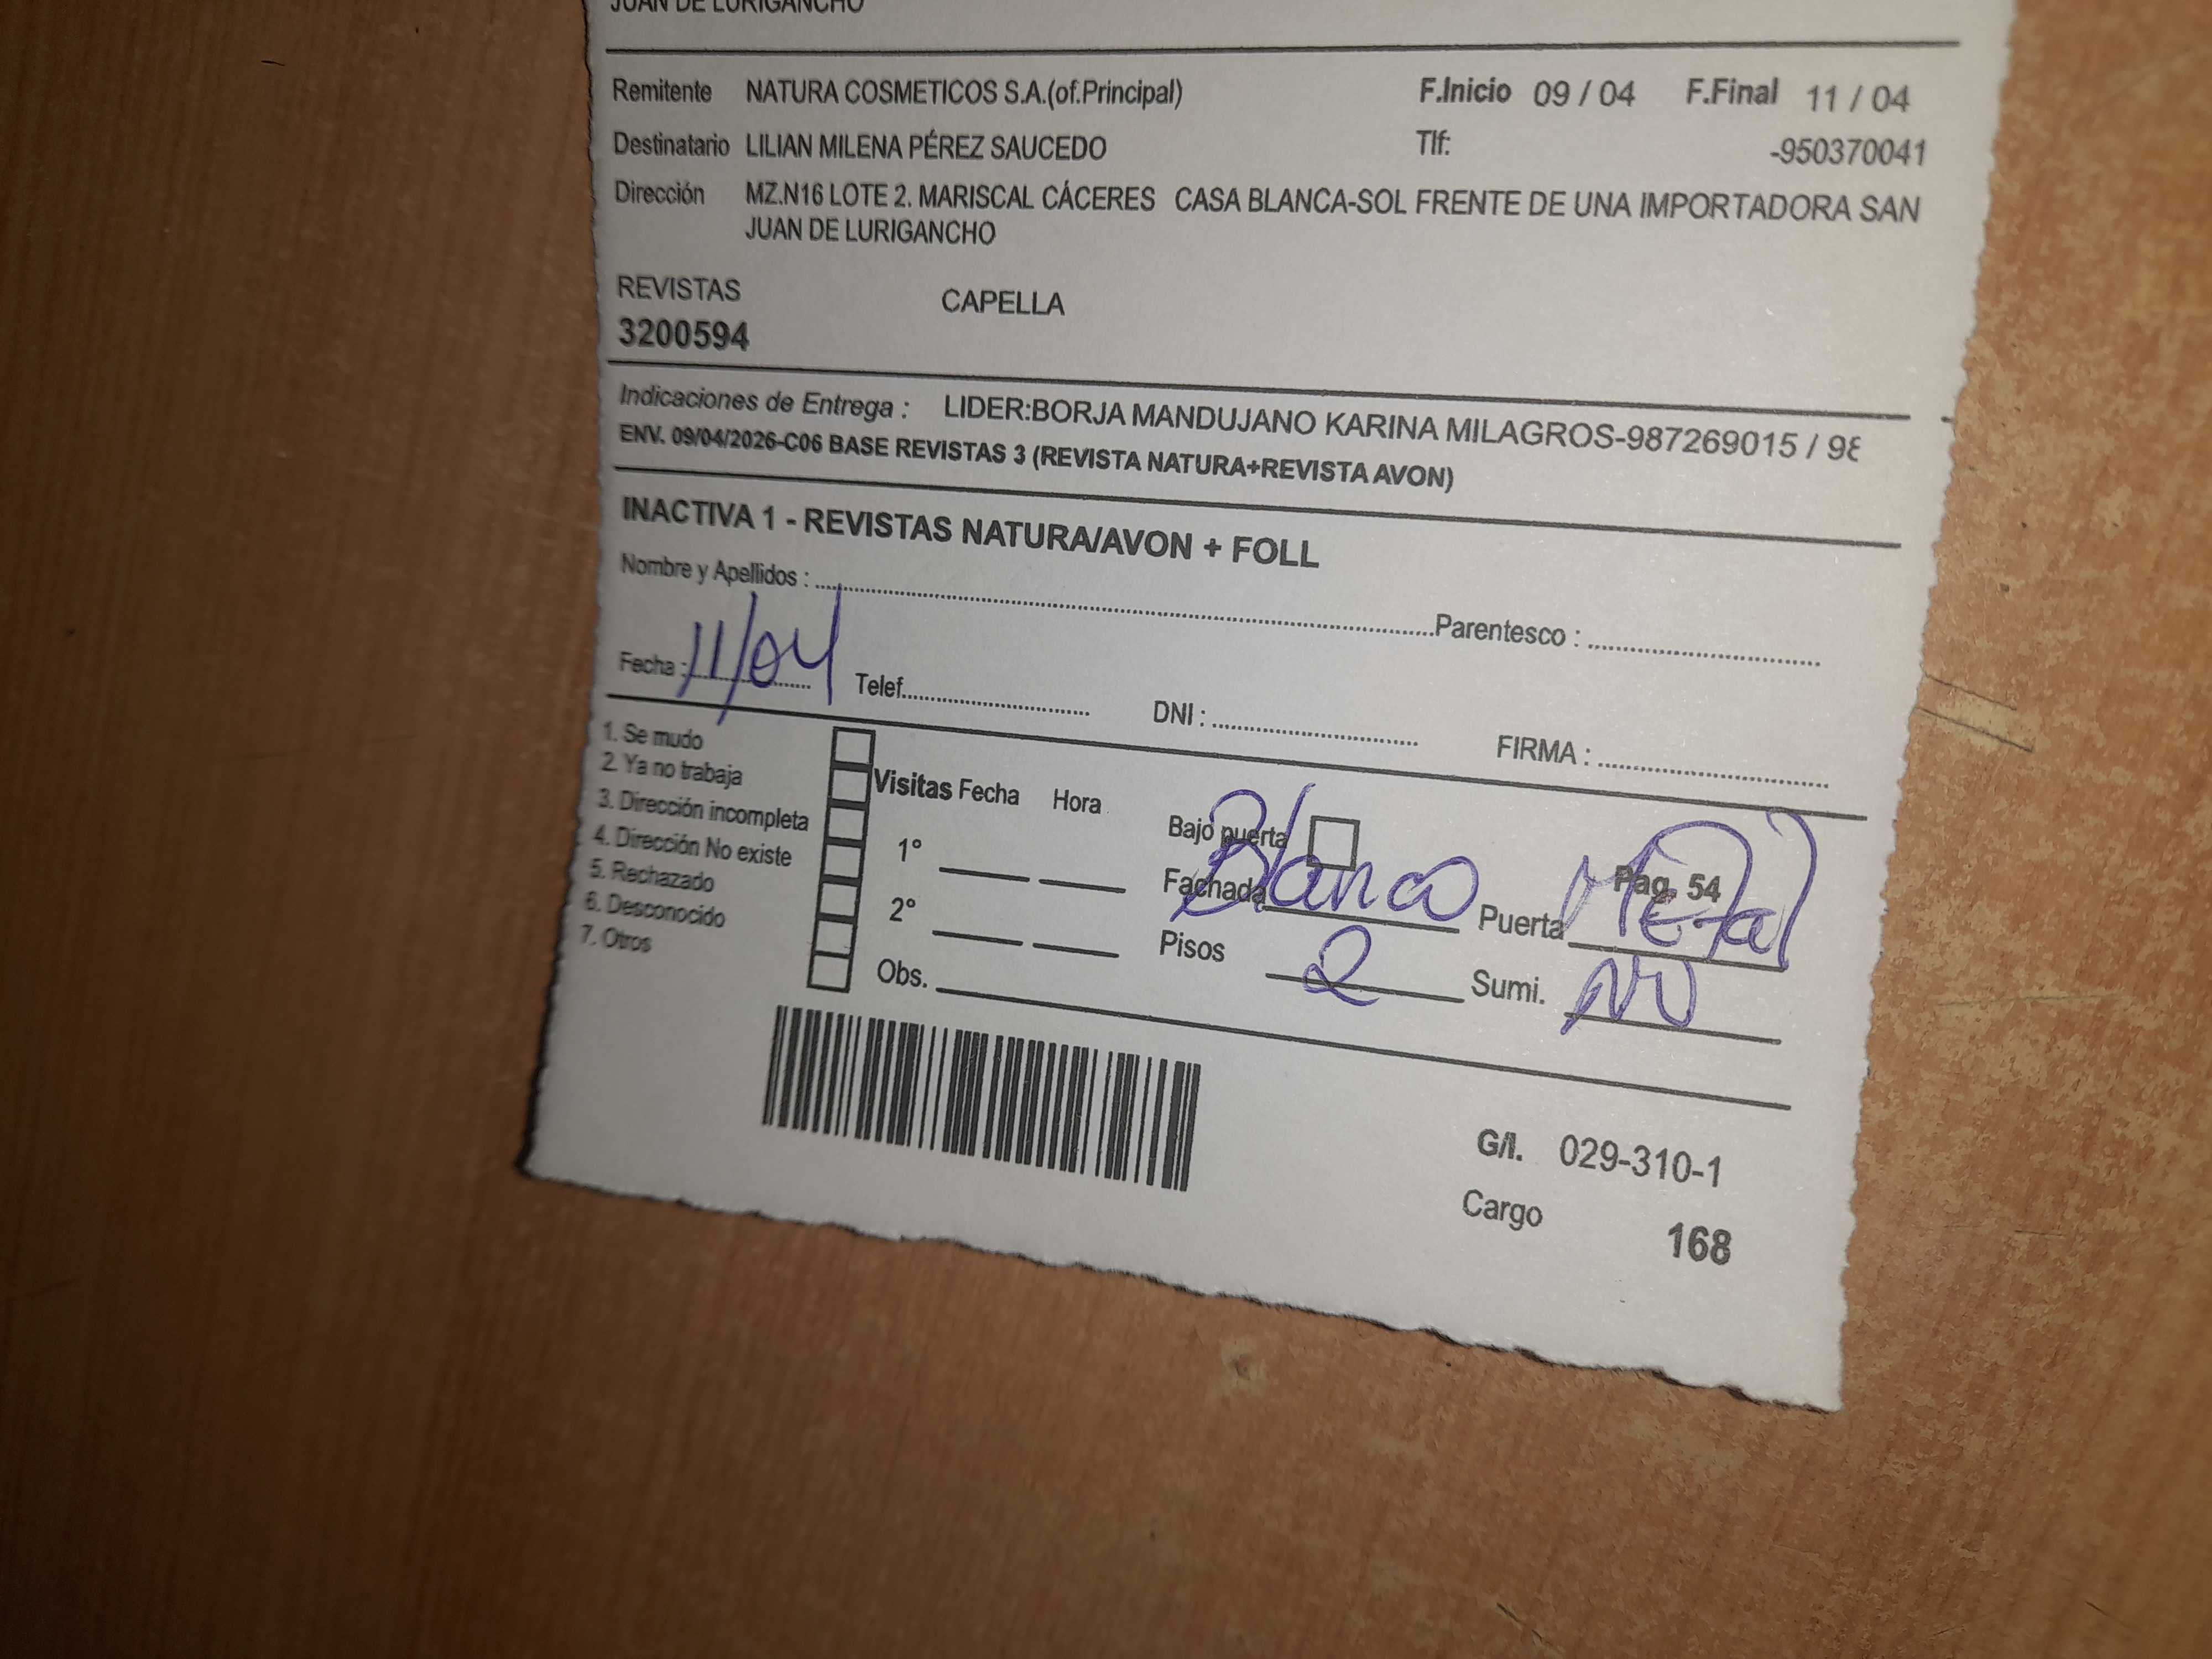 JUAN DE LURIGANCHO
Remitente NATURA COSMETICOS S.A.(of.Principal) F.Inicio 09 / 04 F.Final 11 / 04
Destinatario LILIAN MILENA PÉREZ SAUCEDO Tlf: -950370041
Dirección MZ.N16 LOTE 2. MARISCAL CÁCERES CASA BLANCA-SOL FRENTE DE UNA IMPORTADORA SAN
JUAN DE LURIGANCHO
REVISTAS CAPELLA
3200594
Indicaciones de Entrega : LIDER:BORJA MANDUJANO KARINA MILAGROS-987269015 / 98
ENV. 09/04/2026-C06 BASE REVISTAS 3 (REVISTA NATURA+REVISTA AVON)
INACTIVA 1 - REVISTAS NATURA/AVON + FOLL
Nombre y Apellidos : Parentesco :
Fecha : 11/04 Telef. DNI : FIRMA :
1. Se mudo
2. Ya no trabaja
3. Dirección incompleta
4. Dirección No existe
5. Rechazado
6. Desconocido
7. Otros
Visitas Fecha Hora
1°
2°
Obs.
Bajo puerta Pag. 54
Fachada Blanco Puerta Metal
Pisos 2 Sumi. NO
G/I. 029-310-1
Cargo 168